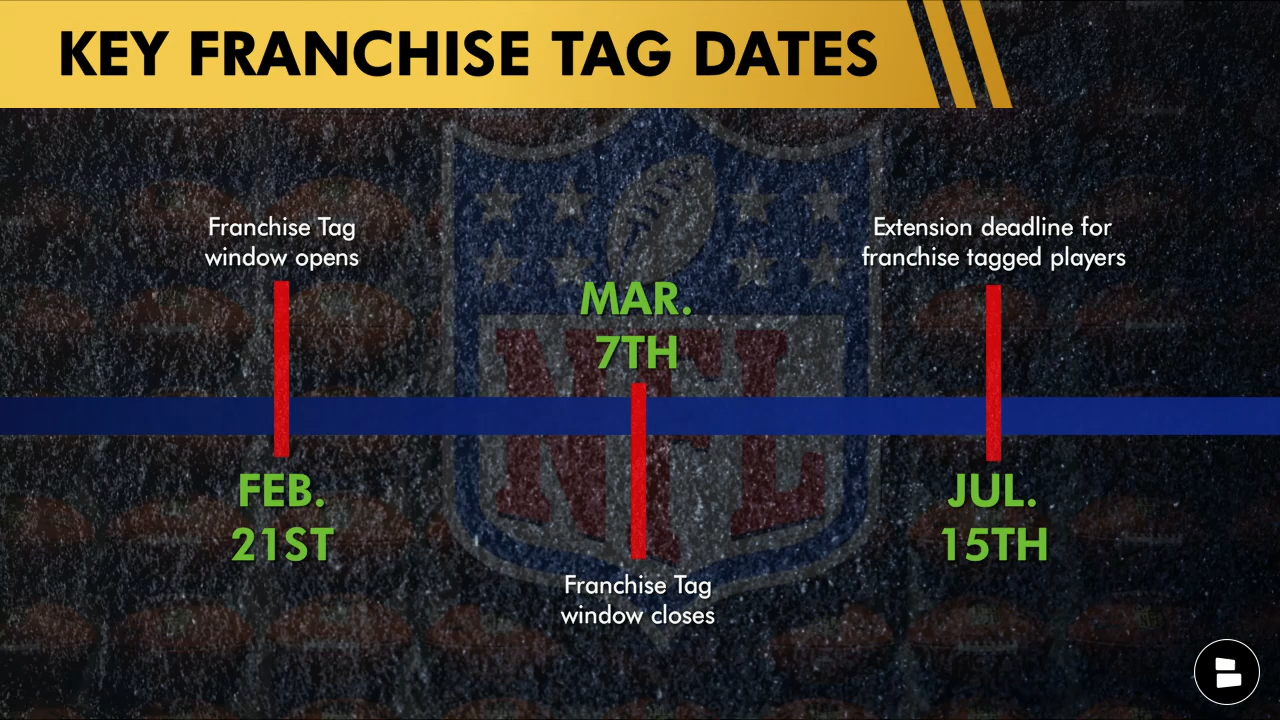 KEY FRANCHISE TAG DATES
Franchise Tag
window opens
FEB.
21ST
MAR.
7TH
Franchise Tag
window closes
Extension deadline for
franchise tagged players
JUL.
15TH
NFL